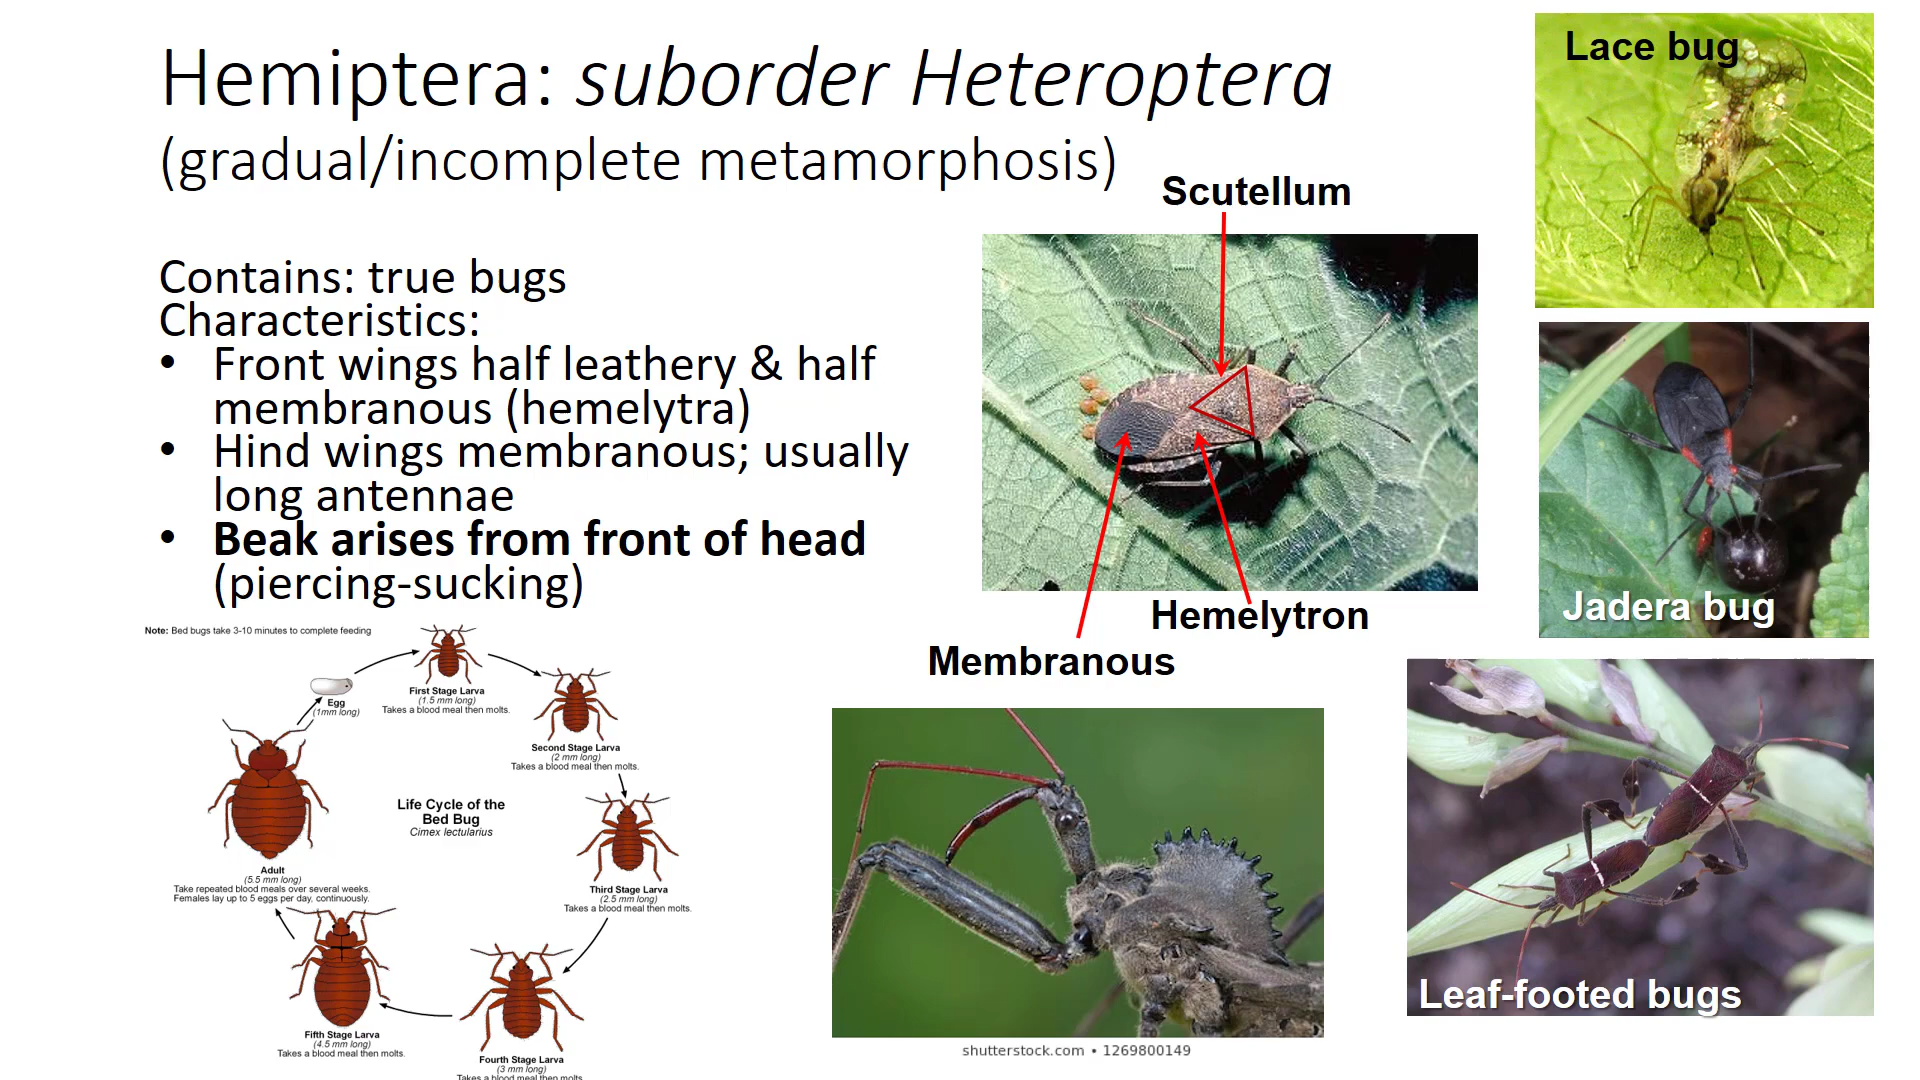 Hemiptera: suborder Heteroptera
(gradual/incomplete metamorphosis)
Contains: true bugs
Characteristics:
• Front wings half leathery & half
membranous (hemelytra)
• Hind wings membranous; usually
long antennae
• Beak arises from front of head
(piercing-sucking)
Scutellum
Hemelytron
Membranous
Lace bug
Jadera bug
Leaf-footed bugs
Note: Bed bugs take 3-10 minutes to complete feeding
Egg
(1mm long)
First Stage Larva
(1.5 mm long)
Takes a blood meal then molts.
Second Stage Larva
(2 mm long)
Takes a blood meal then molts.
Life Cycle of the
Bed Bug
Cimex lectularius
Third Stage Larva
(2.5 mm long)
Takes a blood meal then molts.
Fourth Stage Larva
(3 mm long)
Takes a blood meal then molts.
Fifth Stage Larva
(4.5 mm long)
Takes a blood meal then molts.
Adult
(5.5 mm long)
Take repeated blood meals over several weeks.
Females lay up to 5 eggs per day, continuously.
shutterstock.com • 1269800149